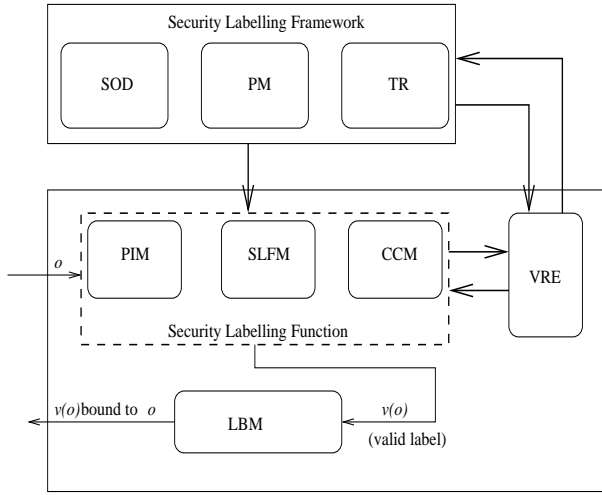 Security Labelling Framework
SOD
PM
TR
o
PIM
SLFM
CCM
VRE
Security Labelling Function
v(o) bound to o
LBM
v(o)
(valid label)